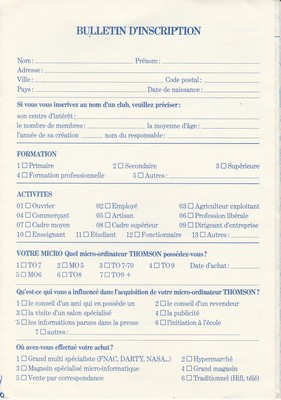 BULLETIN D'INSCRIPTION
Nom : Prénom :
Adresse :
Ville : Code postal :
Pays : Date de naissance :
Si vous vous inscrivez au nom d'un club, veuillez préciser :
son centre d'intérêt :
le nombre de membres : la moyenne d'âge :
l'année de sa création nom du responsable :
FORMATION
1 □ Primaire 2 □ Secondaire 3 □ Supérieure
4 □ Formation professionnelle 5 □ Autres :
ACTIVITES
01 □ Ouvrier 02 □ Employé 03 □ Agriculteur exploitant
04 □ Commerçant 05 □ Artisan 06 □ Profession libérale
07 □ Cadre moyen 08 □ Cadre supérieur 09 □ Dirigeant d'entreprise
10 □ Enseignant 11 □ Etudiant 12 □ Fonctionnaire 13 □ Autres :
VOTRE MICRO Quel micro-ordinateur THOMSON possédez-vous ?
1 □ TO 7 2 □ MO 5 3 □ TO 7-70 4 □ TO 9 Date d'achat :
5 □ MO6 6 □ TO8 7 □ TO9 +
Qu'est-ce qui vous a influencé dans l'acquisition de votre micro-ordinateur THOMSON ?
1 □ le conseil d'un ami qui en possède un 2 □ le conseil d'un revendeur
3 □ la visite d'un salon spécialisé 4 □ la publicité
5 □ les informations parues dans la presse 6 □ l'initiation à l'école
7 □ autres :
Où avez-vous effectué votre achat ?
1 □ Grand multi spécialiste (FNAC, DARTY, NASA...) 2 □ Hypermarché
3 □ Magasin spécialisé micro-informatique 4 □ Grand magasin
5 □ Vente par correspondance 6 □ Traditionnel (Hifi, télé)